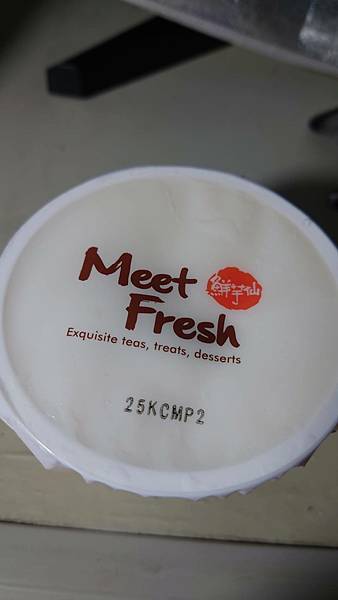 Meet
鮮芋仙
Fresh
Exquisite teas, treats, desserts
25KCMP2